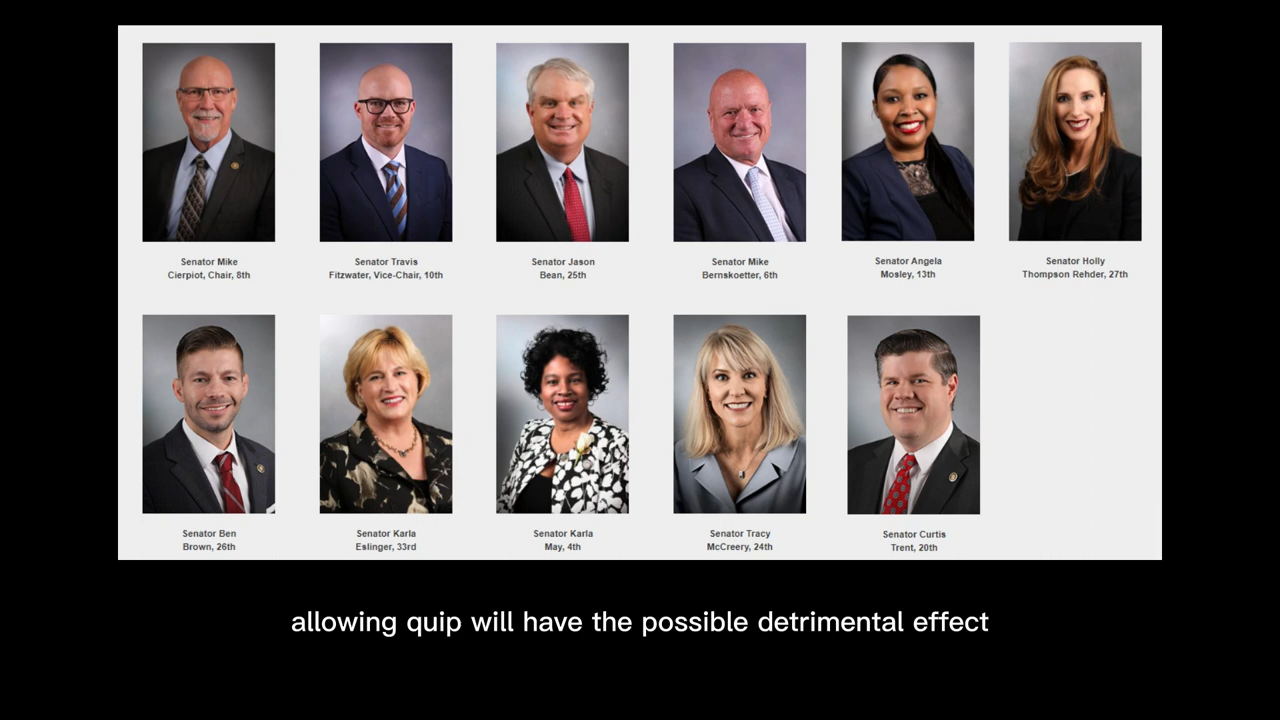 Senator Mike
Cierpiot, Chair, 8th
Senator Travis
Fitzwater, Vice-Chair, 10th
Senator Jason
Bean, 25th
Senator Mike
Bernskoetter, 6th
Senator Angela
Mosley, 13th
Senator Holly
Thompson Rehder, 27th
Senator Ben
Brown, 26th
Senator Karla
Eslinger, 33rd
Senator Karla
May, 4th
Senator Tracy
McCreery, 24th
Senator Curtis
Trent, 20th
allowing quip will have the possible detrimental effect